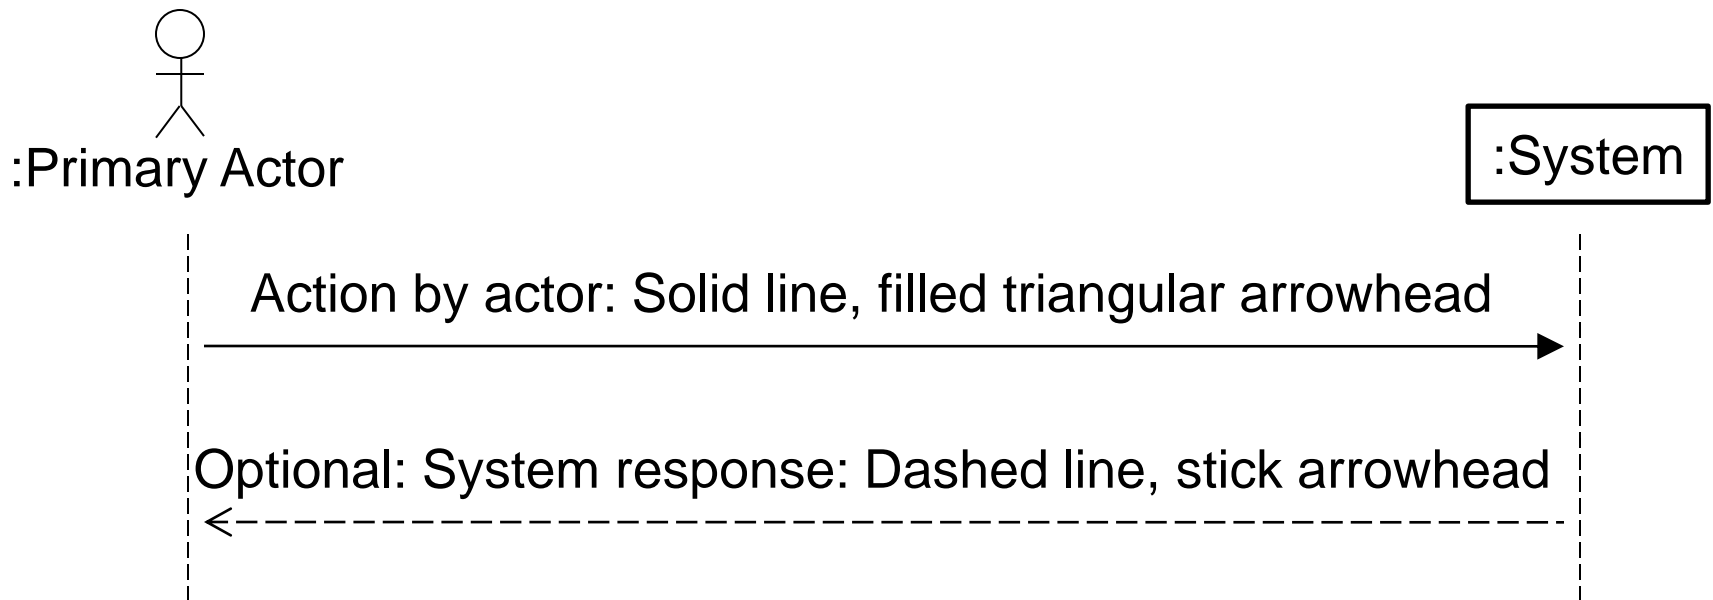 :Primary Actor
:System
Action by actor: Solid line, filled triangular arrowhead
Optional: System response: Dashed line, stick arrowhead